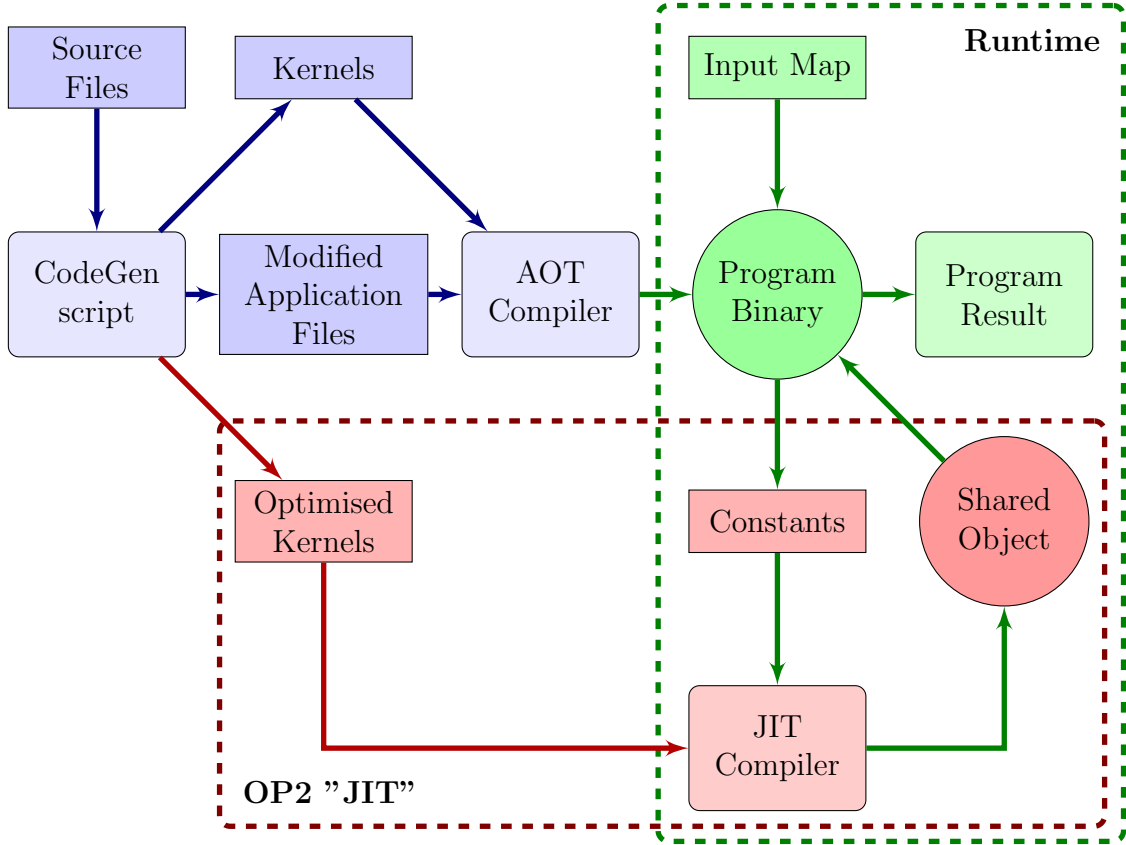 Source
Files
Kernels
Input Map
Runtime
CodeGen
script
Modified
Application
Files
AOT
Compiler
Program
Binary
Program
Result
Optimised
Kernels
Constants
Shared
Object
JIT
Compiler
OP2 ”JIT”